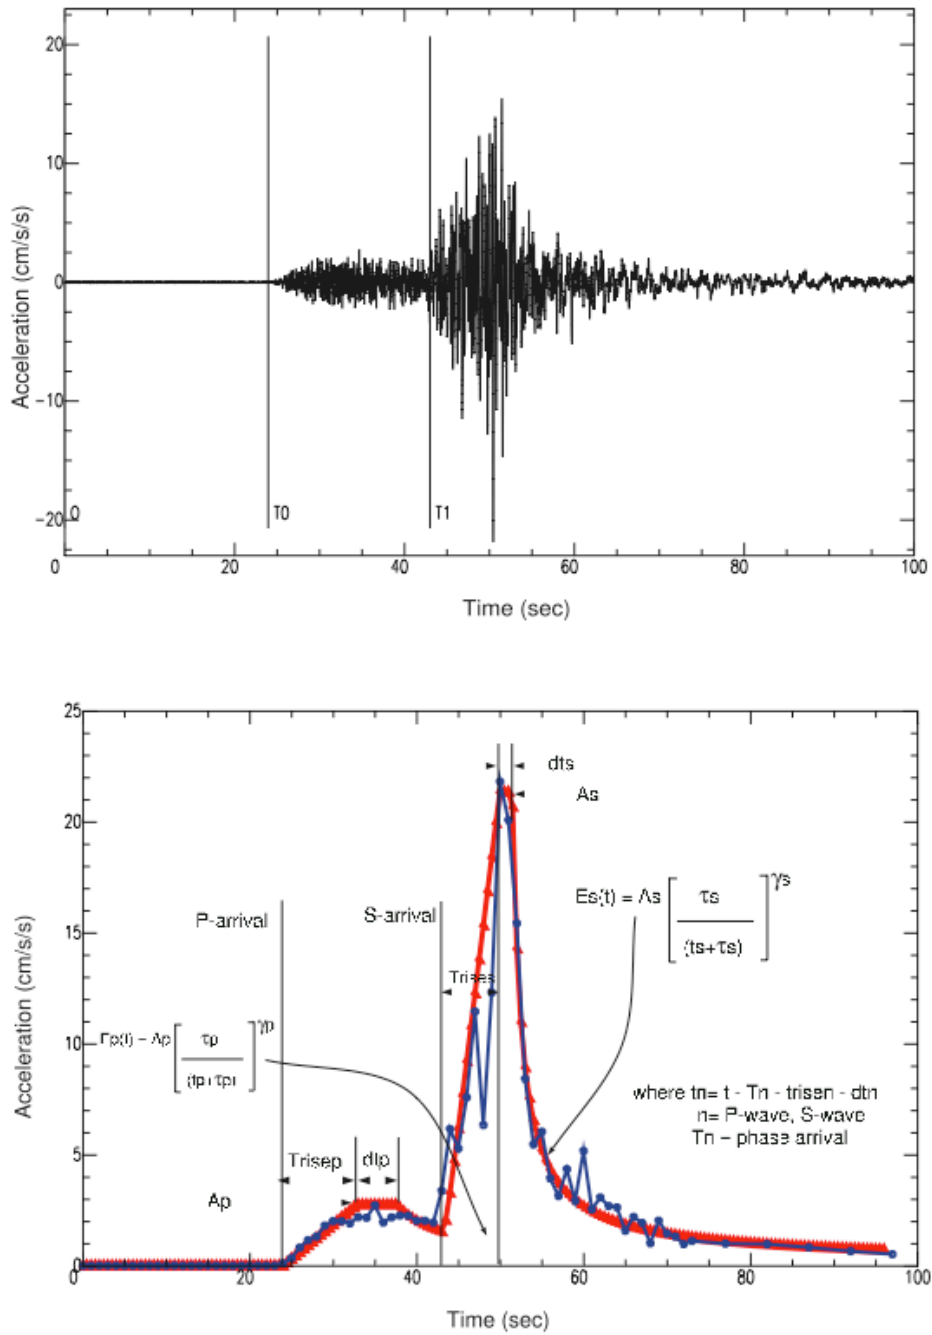 20
10
0
−10
−20
Acceleration (cm/s/s)
0
T0
T1
0
20
40
60
80
100
Time (sec)
25
20
15
10
5
0
Acceleration (cm/s/s)
dts
As
Es(t) = As [ τs / (ts+τs) ] γs
P-arrival
S-arrival
Trises
Ep(t) = Ap [ τp / (tp+τp) ] γp
where tn= t - Tn - trisen - dtn
n= P-wave, S-wave
Tn = phase arrival
Trisep
dtp
Ap
0
20
40
60
80
100
Time (sec)